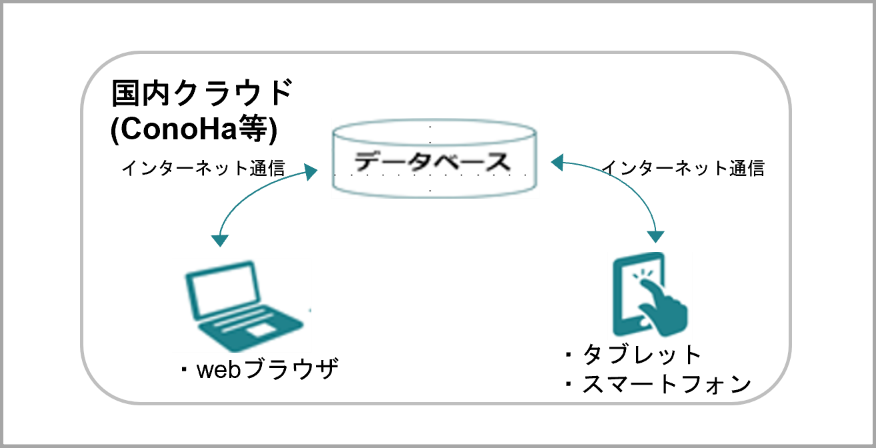 国内クラウド
(ConoHa等)
データベース
インターネット通信
インターネット通信
・webブラウザ
・タブレット
・スマートフォン